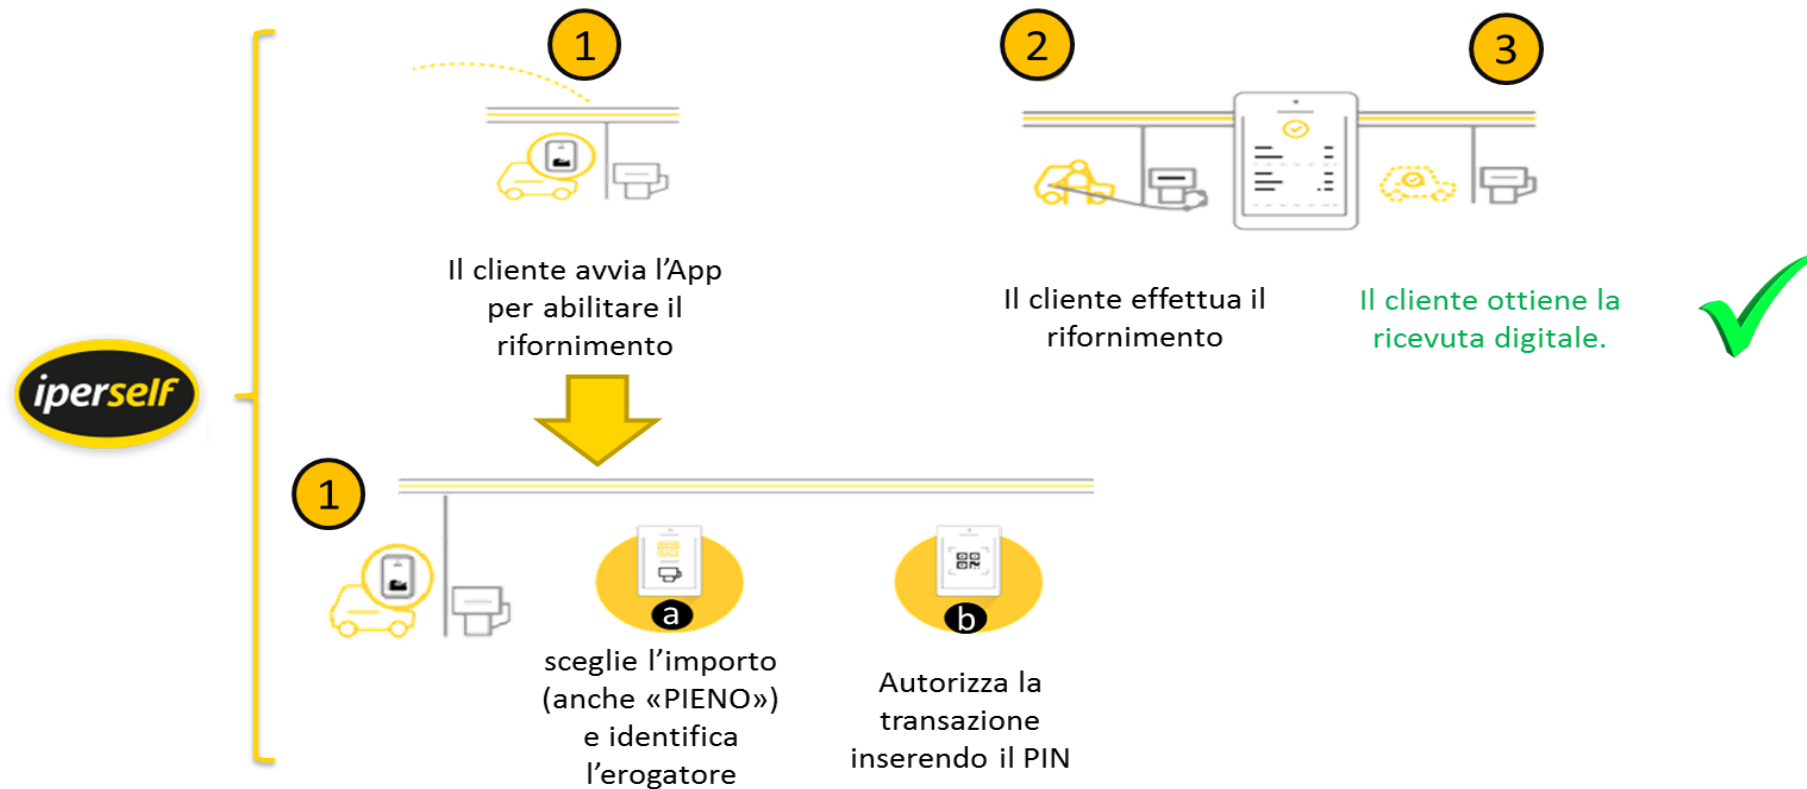 iperself
1
Il cliente avvia l’App
per abilitare il
rifornimento
2
Il cliente effettua il
rifornimento
3
Il cliente ottiene la
ricevuta digitale.
1
a
sceglie l’importo
(anche «PIENO»)
e identifica
l’erogatore
b
Autorizza la
transazione
inserendo il PIN